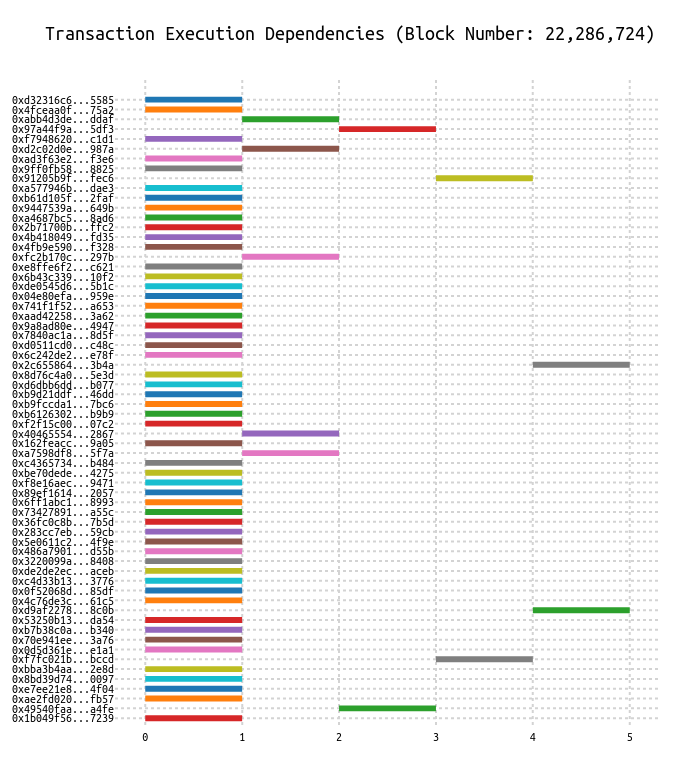 Transaction Execution Dependencies (Block Number: 22,286,724)
0xd32316c6...5585
0x4fceaa0f...75a2
0xabb4d3de...ddaf
0x97a44f9a...5df3
0xf7948620...c1d1
0xd2c02d0e...987a
0xad3f63e2...f3e6
0x9ff0fb58...8825
0x91205b9f...fec6
0xa577946b...dae3
0xb61d105f...2faf
0x9447539a...649b
0xa4687bc5...8ad6
0x2b71700b...ffc2
0x4b418049...fd35
0x4fb9e590...f328
0xfc2b170c...297b
0xe8ffe6f2...c621
0x6b43c339...10f2
0xde0545d6...5b1c
0x04e80efa...959e
0x741f1f52...a653
0xaad42258...3a62
0x9a8ad80e...4947
0x7840ac1a...8d5f
0xd0511cd0...c48c
0x6c242de2...e78f
0x2c655864...3b4a
0x8d76c4a0...5e3d
0xd6dbb6dd...b077
0xb9d21ddf...46dd
0xb9fccda1...7bc6
0xb6126302...b9b9
0xf2f15c00...07c2
0x40465554...2867
0x162feacc...9a05
0xa7598df8...5f7a
0xc4365734...b484
0xbe70dede...4275
0xf8e16aec...9471
0x89ef1614...2057
0x6ff1abc1...8993
0x73427891...a55c
0x36fc0c8b...7b5d
0x283cc7eb...59cb
0x5e0611c2...4f9e
0x486a7901...d55b
0x3220099a...8408
0xde2de2ec...aceb
0xc4d33b13...3776
0x0f52068d...85df
0x4c76de3c...61c5
0xd9af2278...8c0b
0x53250b13...da54
0xb7b38c0a...b340
0x70e941ee...3a76
0x0d5d361e...e1a1
0xf7fc021b...bccd
0xbba3b4aa...2e8d
0x8bd39d74...0097
0xe7ee21e8...4f04
0xae2fd020...fb57
0x49540faa...a4fe
0x1b049f56...7239
0 1 2 3 4 5